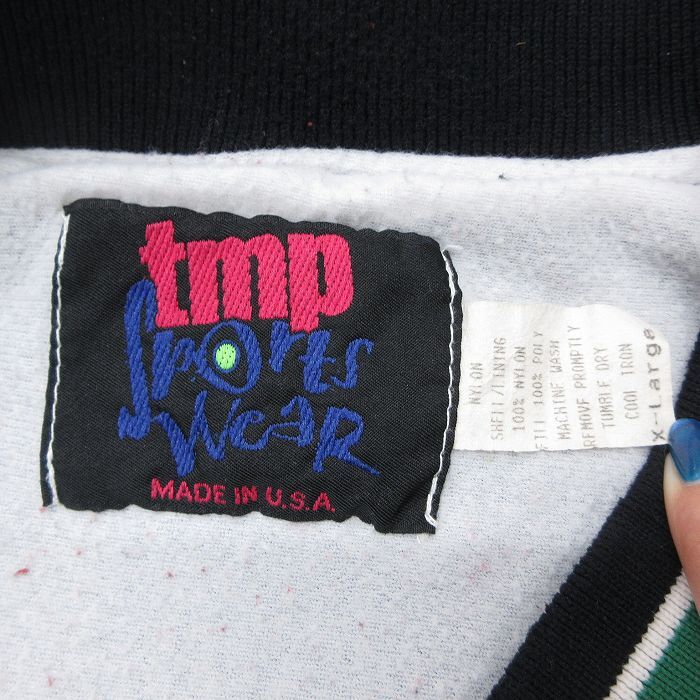 tmp
Sports
Wear
MADE IN U.S.A.
NYLON
SHELL/LINING
100% NYLON
FILL 100% POLY
MACHINE WASH
REMOVE PROMPTLY
TUMBLE DRY
COOL IRON
X-Large